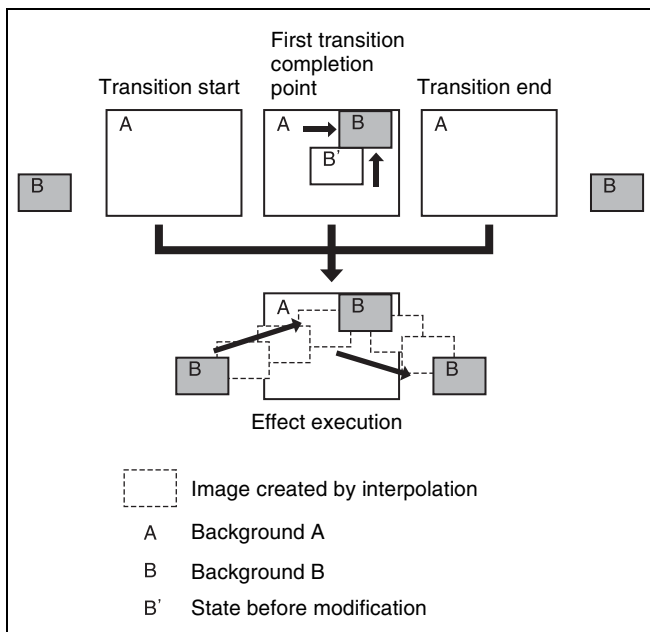 First transition
completion
point
Transition start
Transition end
A
A
B
B'
A
B
B
A
B
B
B
Effect execution
Image created by interpolation
A Background A
B Background B
B' State before modification